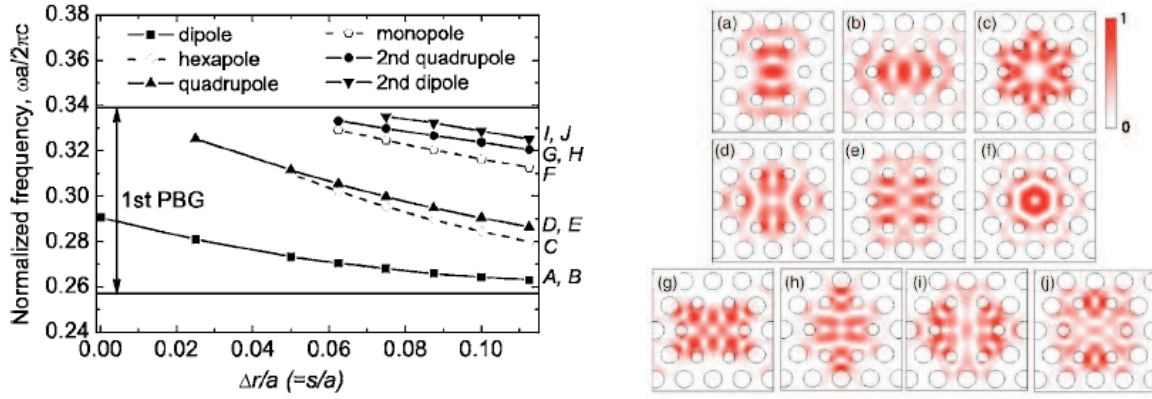 Normalized frequency, ωa/2πc
0.38
0.36
0.34
0.32
0.30
0.28
0.26
0.24
dipole
hexapole
quadrupole
monopole
2nd quadrupole
2nd dipole
1st PBG
I, J
G, H
F
D, E
C
A, B
0.00
0.02
0.04
0.06
0.08
0.10
Δr/a (=s/a)
(a)
(b)
(c)
1
0
(d)
(e)
(f)
(g)
(h)
(i)
(j)